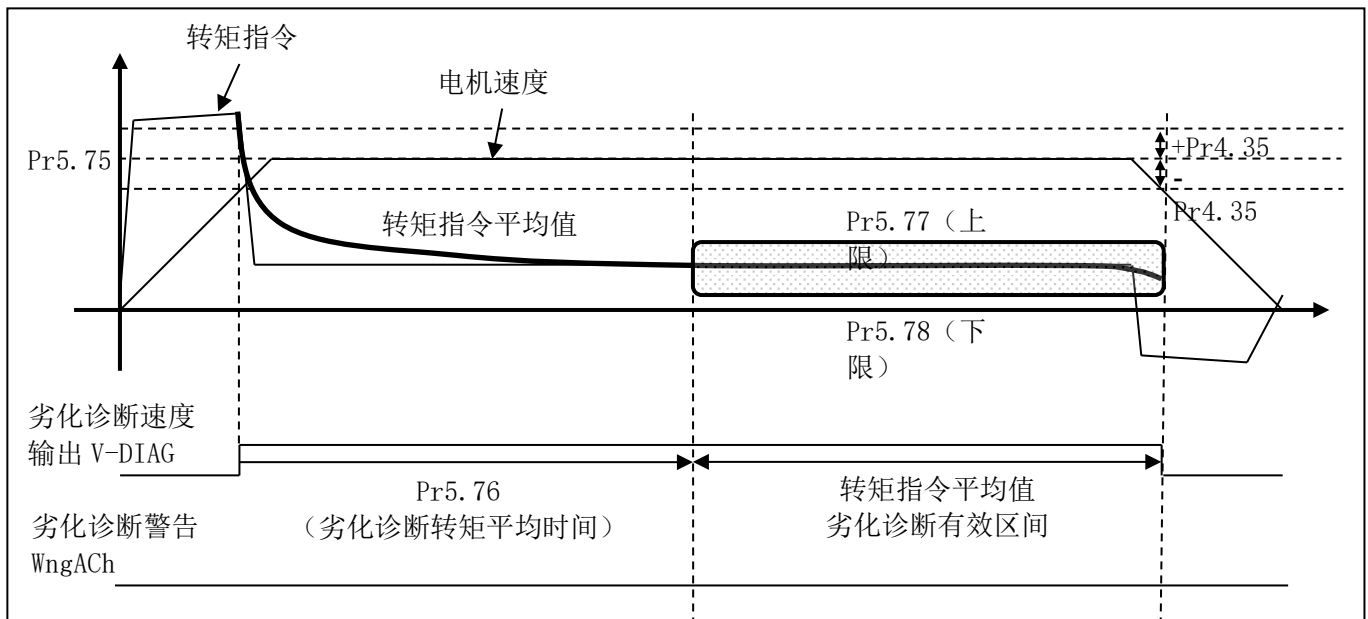 转矩指令
电机速度
Pr5.75
+Pr4.35
-
Pr4.35
转矩指令平均值
Pr5.77（上
限）
Pr5.78（下
限）
劣化诊断速度
输出 V-DIAG
Pr5.76
（劣化诊断转矩平均时间）
转矩指令平均值
劣化诊断有效区间
劣化诊断警告
WngACh